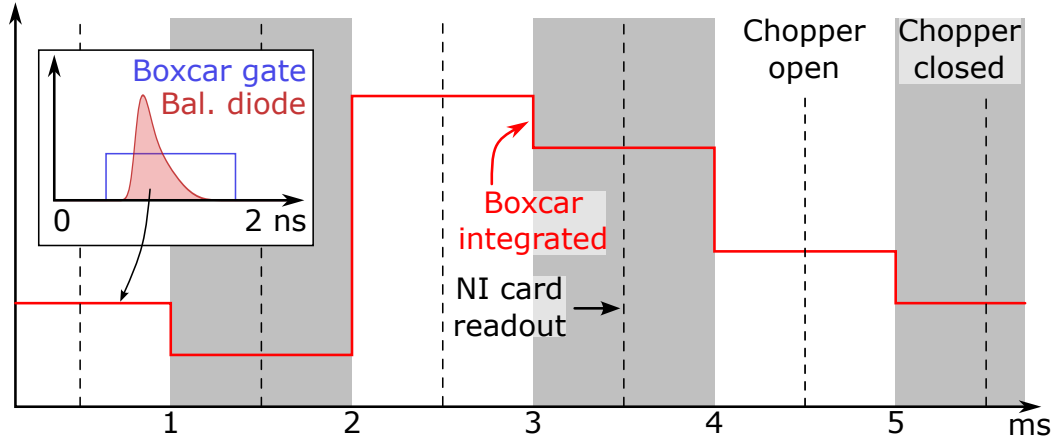 Chopper
open
Chopper
closed
Boxcar gate
Bal. diode
0
2 ns
Boxcar
integrated
NI card
readout
1
2
3
4
5
ms